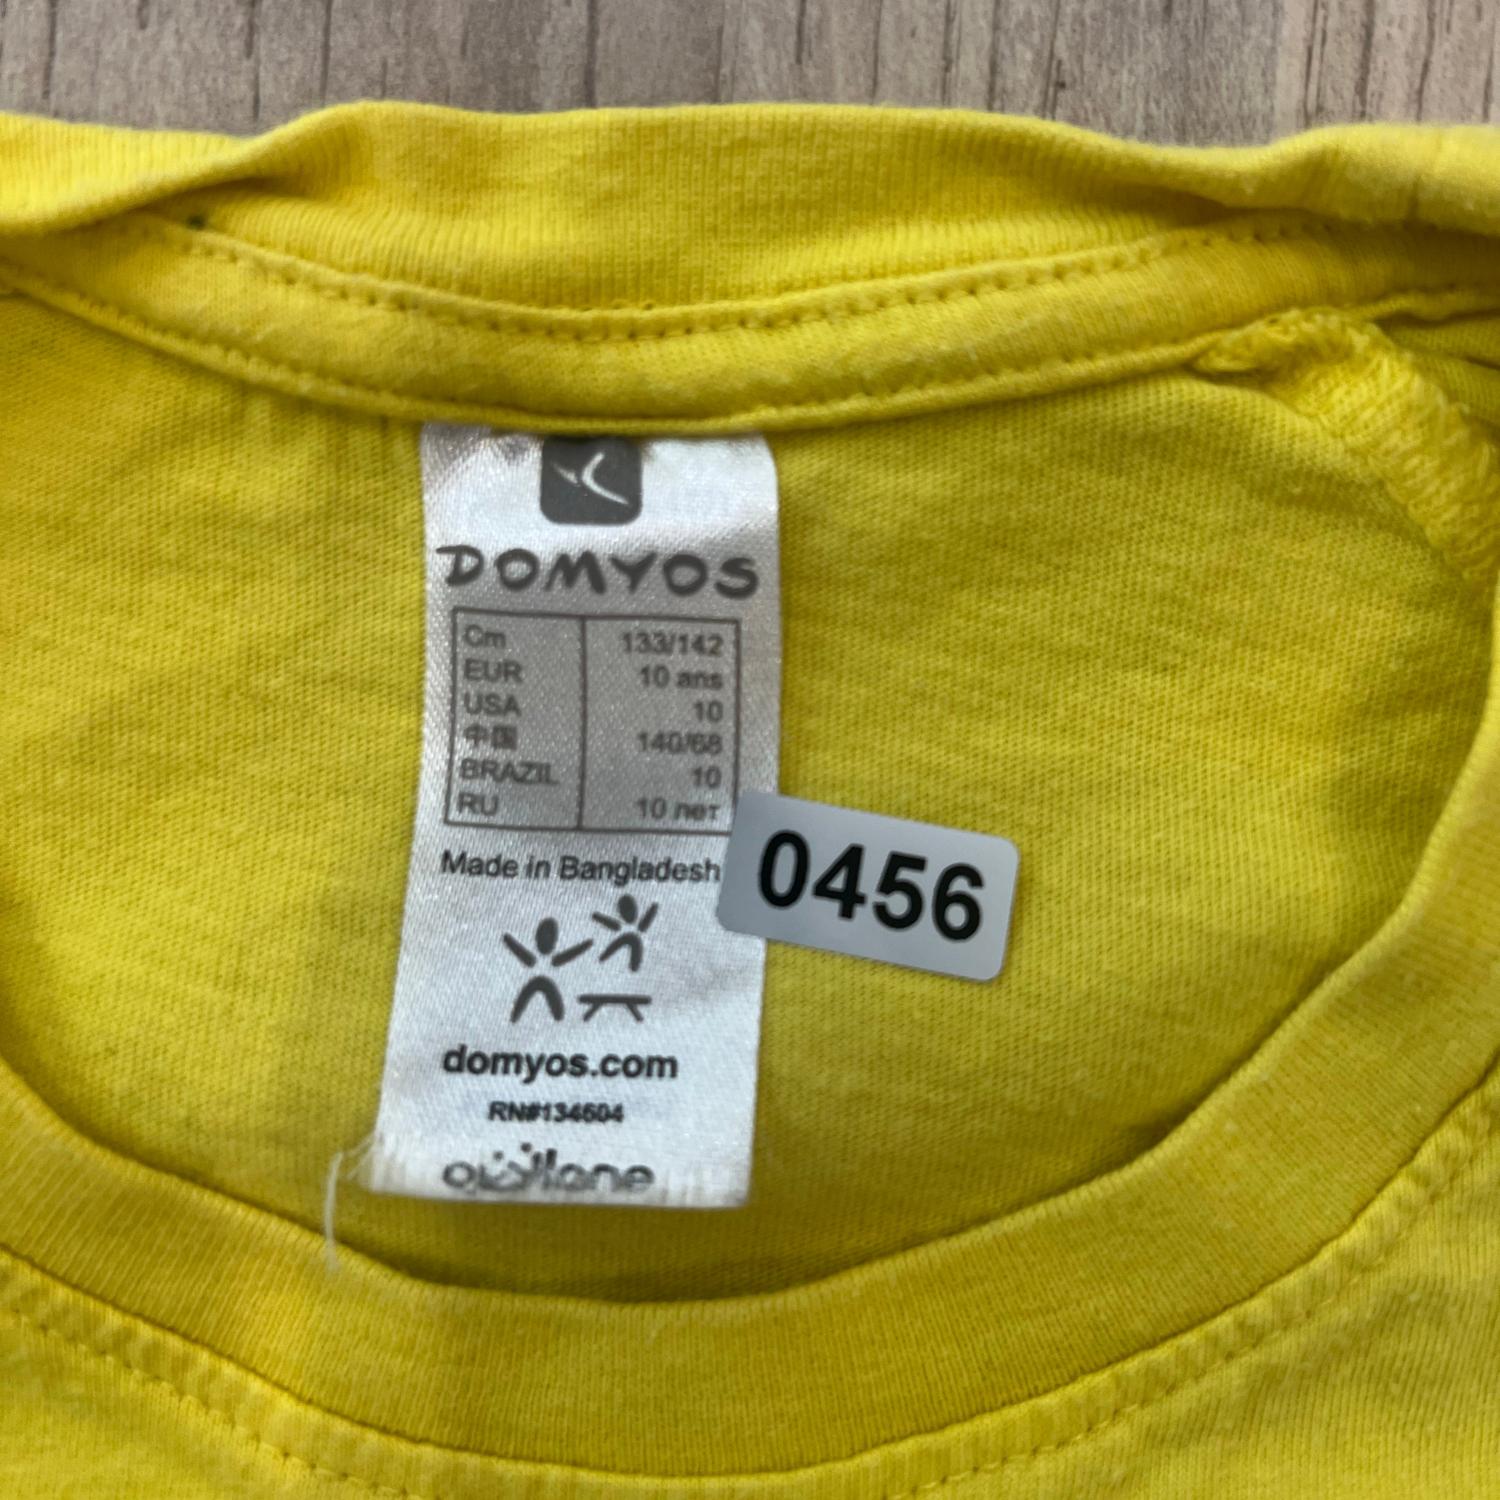 DOMYOS
Cm 133/142
EUR 10 ans
USA 10
中国 140/68
BRAZIL 10
RU 10 лет
Made in Bangladesh
0456
domyos.com
RN#134604